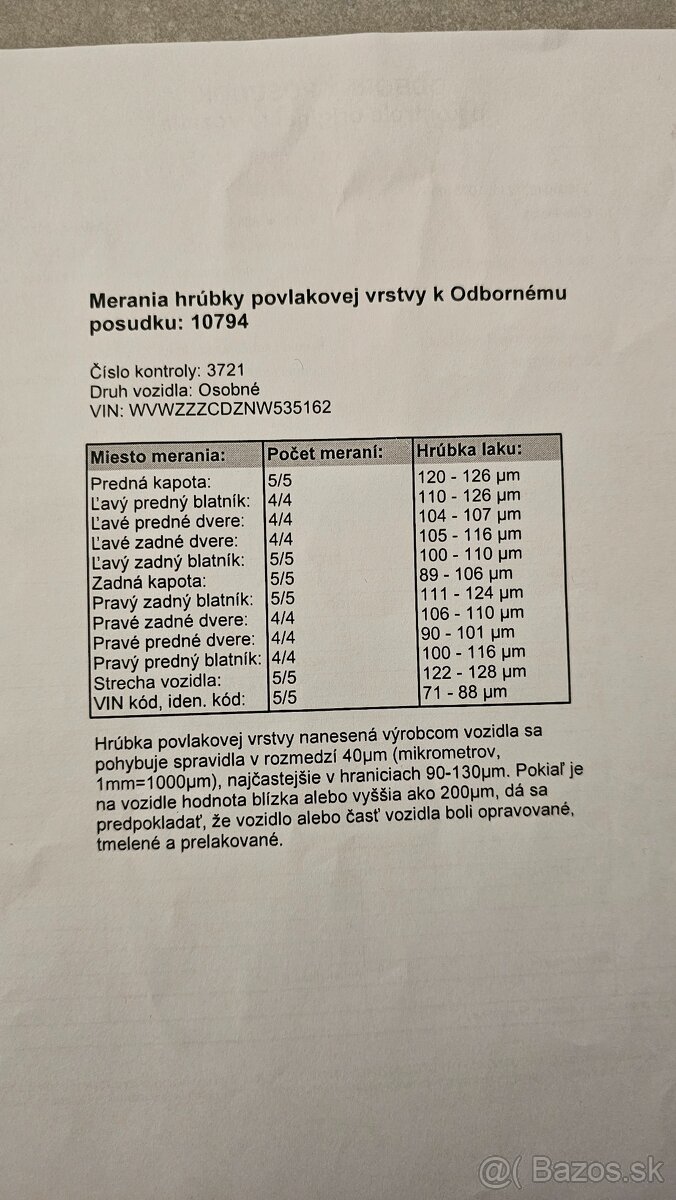 Merania hrúbky povlakovej vrstvy k Odbornému
posudku: 10794
Číslo kontroly: 3721
Druh vozidla: Osobné
VIN: WVWZZZCDZNW535162
Miesto merania: Počet meraní: Hrúbka laku:
Predná kapota: 5/5 120 - 126 µm
Ľavý predný blatník: 4/4 110 - 126 µm
Ľavé predné dvere: 4/4 104 - 107 µm
Ľavé zadné dvere: 4/4 105 - 116 µm
Ľavý zadný blatník: 5/5 100 - 110 µm
Zadná kapota: 5/5 89 - 106 µm
Pravý zadný blatník: 5/5 111 - 124 µm
Pravé zadné dvere: 4/4 106 - 110 µm
Pravé predné dvere: 4/4 90 - 101 µm
Pravý predný blatník: 4/4 100 - 116 µm
Strecha vozidla: 5/5 122 - 128 µm
VIN kód, iden. kód: 5/5 71 - 88 µm
Hrúbka povlakovej vrstvy nanesená výrobcom vozidla sa
pohybuje spravidla v rozmedzí 40µm (mikrometrov,
1mm=1000µm), najčastejšie v hraniciach 90-130µm. Pokiaľ je
na vozidle hodnota blízka alebo vyššia ako 200µm, dá sa
predpokladať, že vozidlo alebo časť vozidla boli opravované,
tmelené a prelakované.
@( Bazos.sk